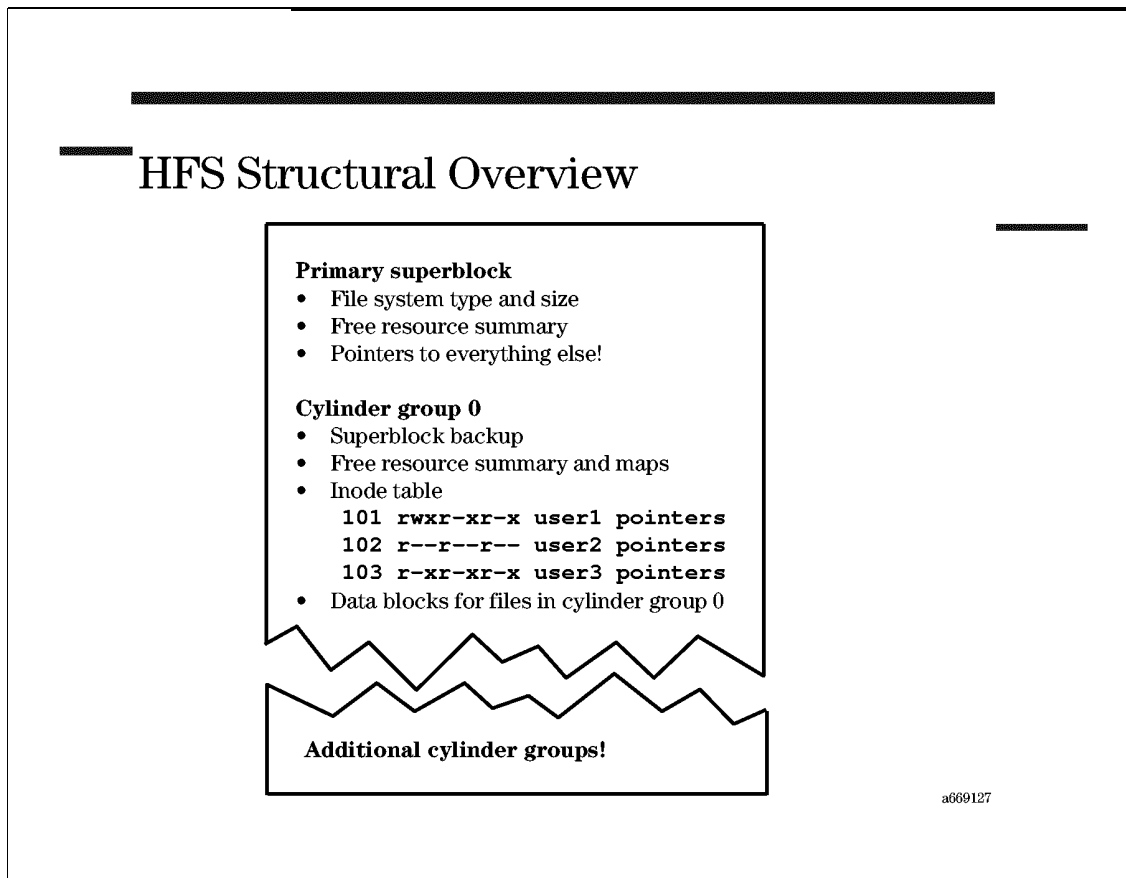 HFS Structural Overview
Primary superblock
• File system type and size
• Free resource summary
• Pointers to everything else!
Cylinder group 0
• Superblock backup
• Free resource summary and maps
• Inode table
101 rwxr-xr-x user1 pointers
102 r--r--r-- user2 pointers
103 r-xr-xr-x user3 pointers
• Data blocks for files in cylinder group 0
Additional cylinder groups!
a669127